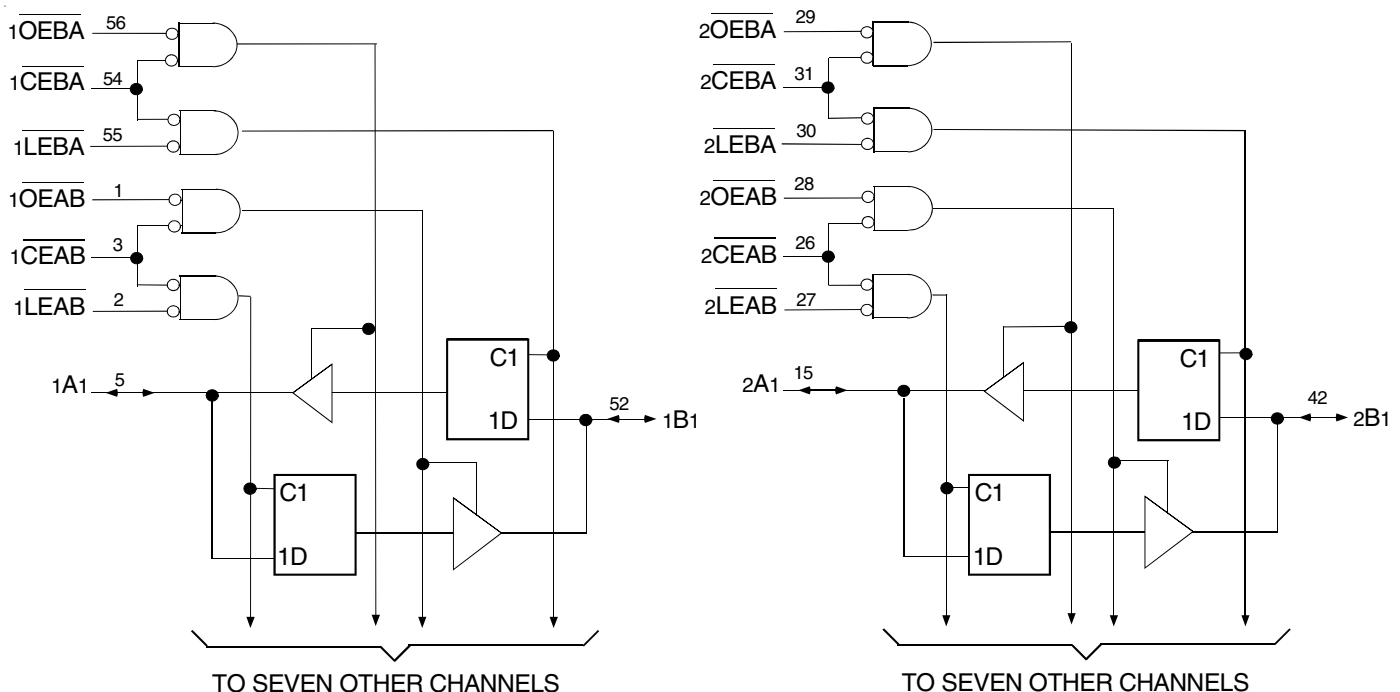 1OEBA 56
1CEBA 54
1LEBA 55
1OEAB 1
1CEAB 3
1LEAB 2
1A1 5
C1
1D
52 1B1
C1
1D
TO SEVEN OTHER CHANNELS
2OEBA 29
2CEBA 31
2LEBA 30
2OEAB 28
2CEAB 26
2LEAB 27
2A1 15
C1
1D
42 2B1
C1
1D
TO SEVEN OTHER CHANNELS